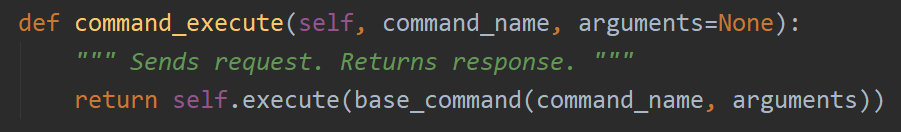 def command_execute(self, command_name, arguments=None):
""" Sends request. Returns response. """
return self.execute(base_command(command_name, arguments))